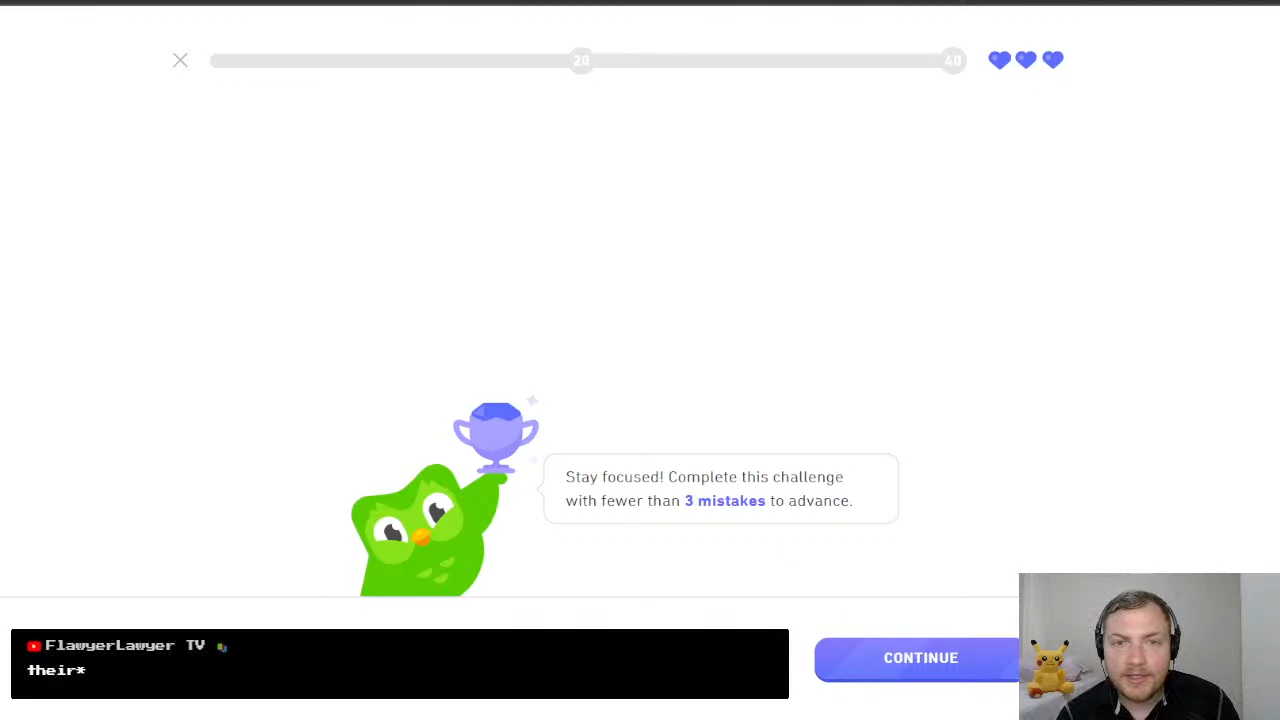 20
40
Stay focused! Complete this challenge
with fewer than 3 mistakes to advance.
FlawyerLawyer TV
their*
CONTINUE